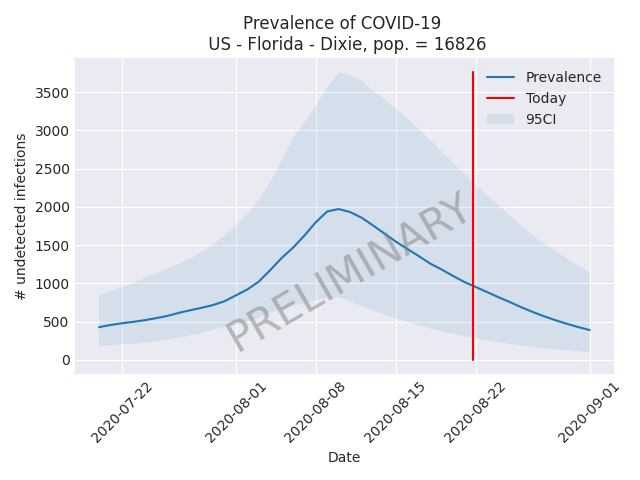 Prevalence of COVID-19
US - Florida - Dixie, pop. = 16826
# undetected infections
3500
3000
2500
2000
1500
1000
500
0
Prevalence
Today
95CI
PRELIMINARY
2020-07-22
2020-08-01
2020-08-08
2020-08-15
2020-08-22
2020-09-01
Date